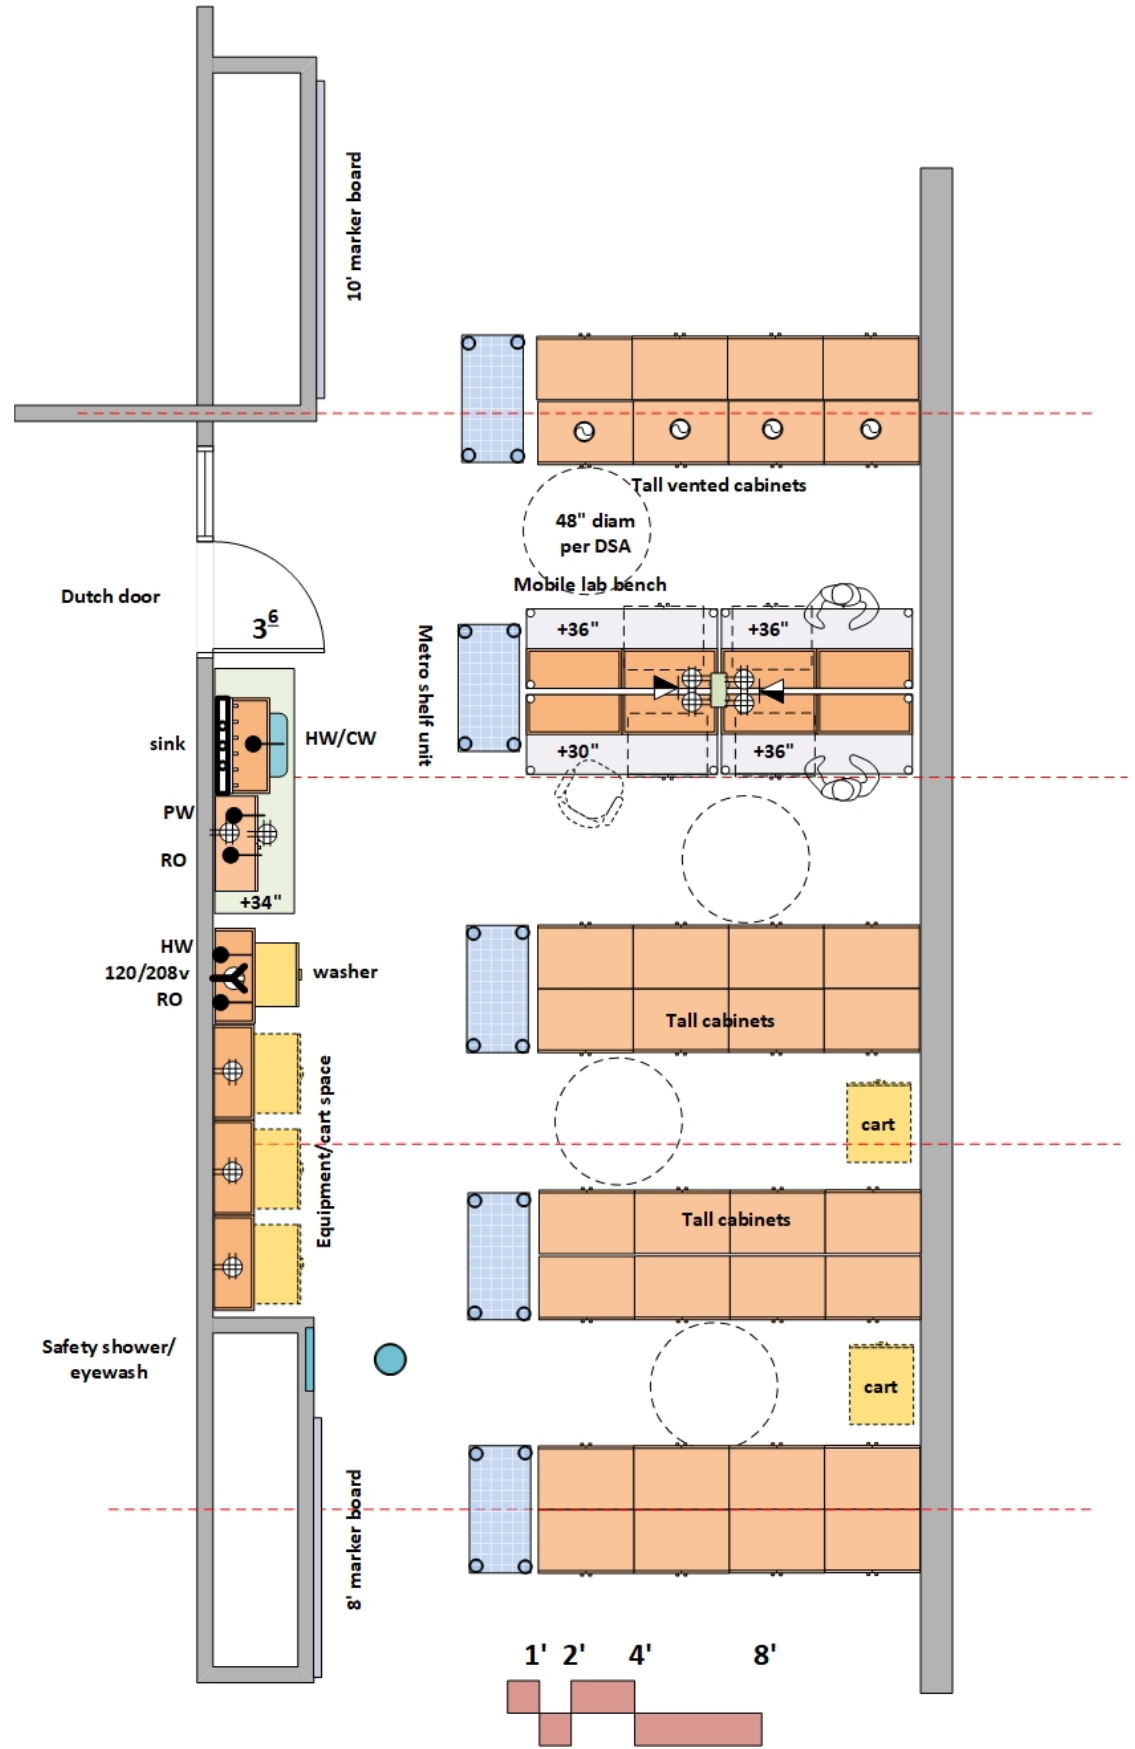 10' marker board
Tall vented cabinets
48" diam
per DSA
Mobile lab bench
Dutch door
3 6
+36"
+36"
Metro shelf unit
sink
HW/CW
+30"
+36"
PW
RO
+34"
HW
120/208v
RO
washer
Tall cabinets
Equipment/cart space
cart
Tall cabinets
Safety shower/
eyewash
cart
8' marker board
1' 2' 4' 8'